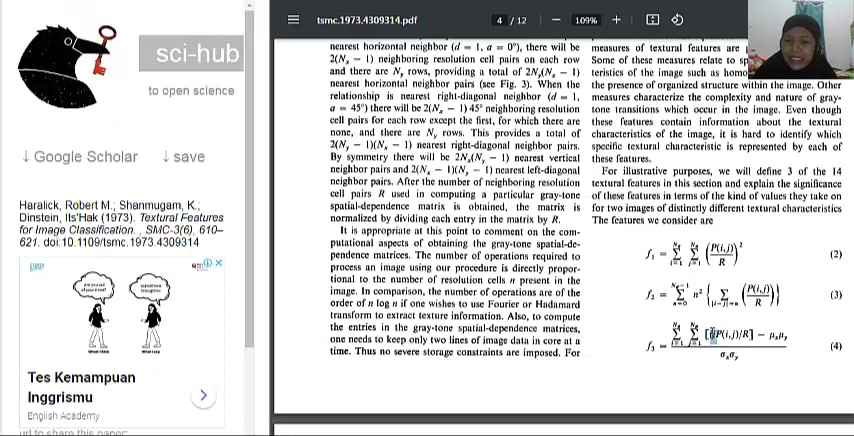 sci-hub
to open science
↓ Google Scholar ↓ save
Haralick, Robert M.; Shanmugam, K.;
Dinstein, Its'Hak (1973). Textural Features
for Image Classification. , SMC-3(6), 610–
621. doi:10.1109/tsmc.1973.4309314
Tes Kemampuan
Inggrismu
English Academy
url to share this paper:
tsmc.1973.4309314.pdf
4 / 12
109%
nearest horizontal neighbor (d = 1, a = 0°), there will be
2(Nx − 1) neighboring resolution cell pairs on each row
and there are Ny rows, providing a total of 2Ny(Nx − 1)
nearest horizontal neighbor pairs (see Fig. 3). When the
relationship is nearest right-diagonal neighbor (d = 1,
a = 45°) there will be 2(Nx − 1) 45° neighboring resolution
cell pairs for each row except the first, for which there are
none, and there are Ny rows. This provides a total of
2(Ny − 1)(Nx − 1) nearest right-diagonal neighbor pairs.
By symmetry there will be 2Nx(Ny − 1) nearest vertical
neighbor pairs and 2(Nx − 1)(Ny − 1) nearest left-diagonal
neighbor pairs. After the number of neighboring resolution
cell pairs R used in computing a particular gray-tone
spatial-dependence matrix is obtained, the matrix is
normalized by dividing each entry in the matrix by R.
It is appropriate at this point to comment on the com-
putational aspects of obtaining the gray-tone spatial-de-
pendence matrices. The number of operations required to
process an image using our procedure is directly propor-
tional to the number of resolution cells n present in the
image. In comparison, the number of operations are of the
order of n log n if one wishes to use Fourier or Hadamard
transform to extract texture information. Also, to compute
the entries in the gray-tone spatial-dependence matrices,
one needs to keep only two lines of image data in core at a
time. Thus no severe storage constraints are imposed. For
measures of textural features are
Some of these measures relate to
teristics of the image such as
the presence of organized structure within the image. Other
measures characterize the complexity and nature of gray-
tone transitions which occur in the image. Even though
these features contain information about the textural
characteristics of the image, it is hard to identify which
specific textural characteristic is represented by each of
these features.
For illustrative purposes, we will define 3 of the 14
textural features in this section and explain the significance
of these features in terms of the kind of values they take on
for two images of distinctly different textural characteristics
The features we consider are
f1 = Σ Σ (P(i,j)/R)² (2)
f2 = Σ n² { Σ (P(i,j)/R) } (3)
f3 = Σ Σ [ijP(i,j)/R] − μxμy / σxσy (4)